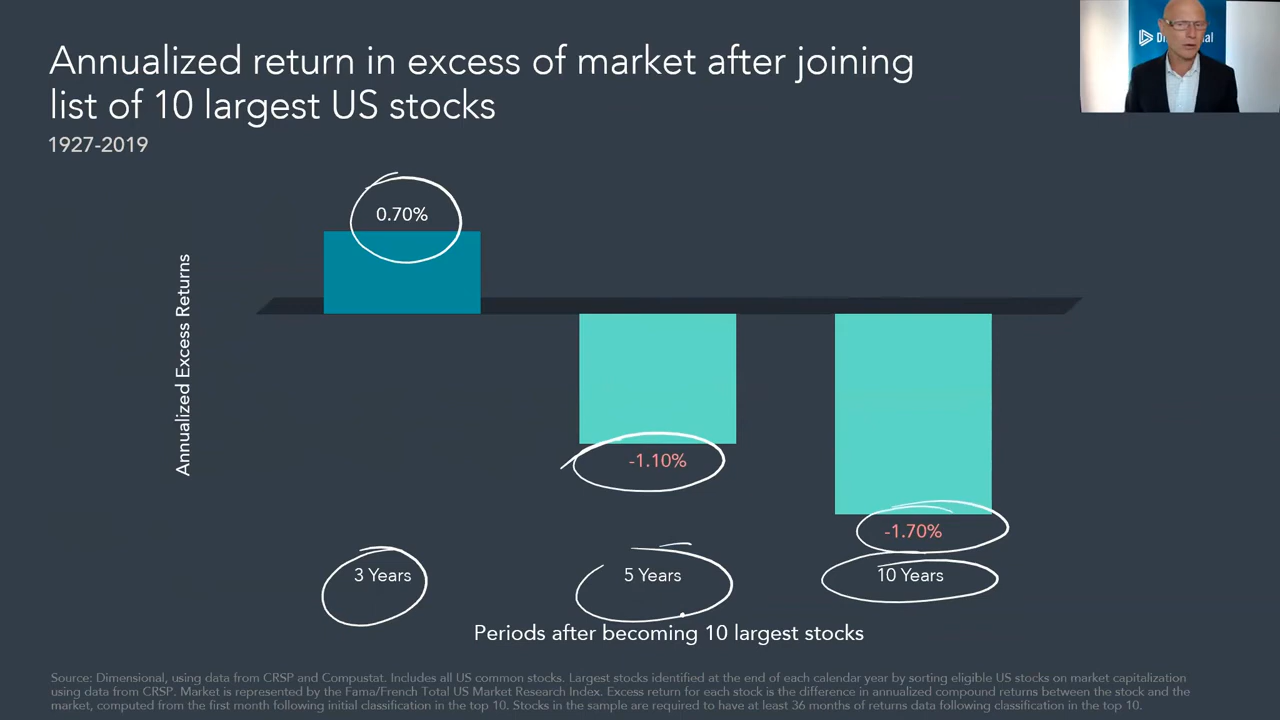 Annualized return in excess of market after joining
list of 10 largest US stocks
1927-2019
Annualized Excess Returns
0.70%
-1.10%
-1.70%
3 Years
5 Years
10 Years
Periods after becoming 10 largest stocks
Source: Dimensional, using data from CRSP and Compustat. Includes all US common stocks. Largest stocks identified at the end of each calendar year by sorting eligible US stocks on market capitalization
using data from CRSP. Market is represented by the Fama/French Total US Market Research Index. Excess return for each stock is the difference in annualized compound returns between the stock and the
market, computed from the first month following initial classification in the top 10. Stocks in the sample are required to have at least 36 months of returns data following classification in the top 10.